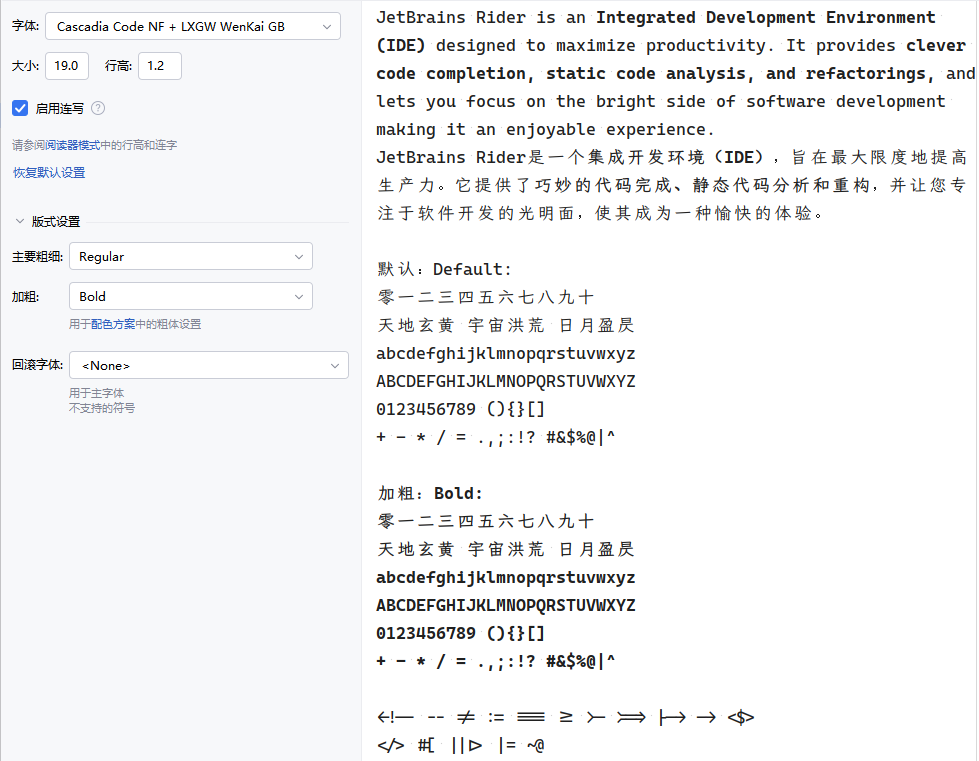 字体: Cascadia Code NF + LXGW WenKai GB
大小: 19.0 行高: 1.2
启用连写 ?
请参阅阅读器模式中的行高和连字
恢复默认设置
版式设置
主要粗细: Regular
加粗: Bold
用于配色方案中的粗体设置
回滚字体: <None>
用于主字体
不支持的符号
JetBrains Rider is an Integrated Development Environment
(IDE) designed to maximize productivity. It provides clever
code completion, static code analysis, and refactorings, and
lets you focus on the bright side of software development
making it an enjoyable experience.
JetBrains Rider是一个集成开发环境（IDE），旨在最大限度地提高
生产力。它提供了巧妙的代码完成、静态代码分析和重构，并让您专
注于软件开发的光明面，使其成为一种愉快的体验。
默认：Default:
零一二三四五六七八九十
天地玄黄 宇宙洪荒 日月盈昃
abcdefghijklmnopqrstuvwxyz
ABCDEFGHIJKLMNOPQRSTUVWXYZ
0123456789 (){}[]
+ - * / = .,;:!? #&$%@|^
加粗：Bold:
零一二三四五六七八九十
天地玄黄 宇宙洪荒 日月盈昃
abcdefghijklmnopqrstuvwxyz
ABCDEFGHIJKLMNOPQRSTUVWXYZ
0123456789 (){}[]
+ - * / = .,;:!? #&$%@|^
<!-- -- != := === >= >- >=> |-> -> <$>
</> #[ ||> |= ~@